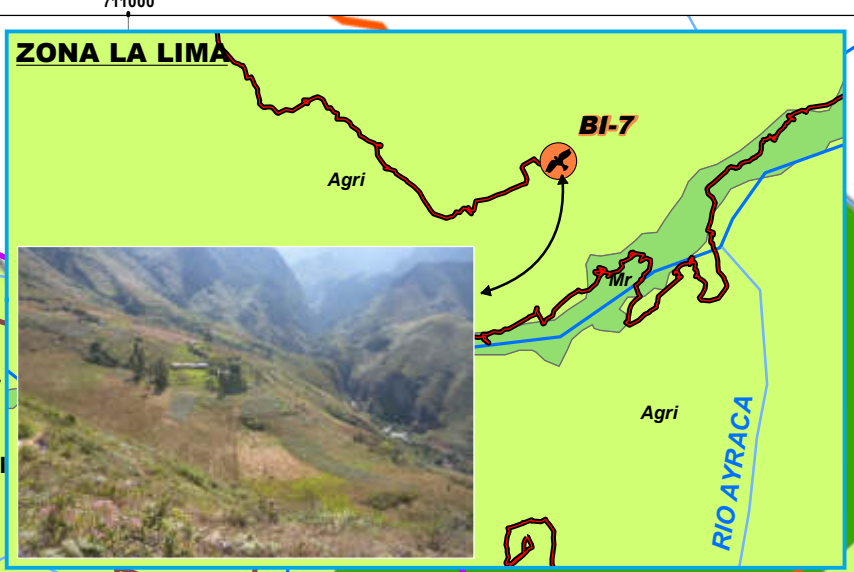 711000
ZONA LA LIMA
BI-7
Agri
Mr
Agri
RIO AYRACA